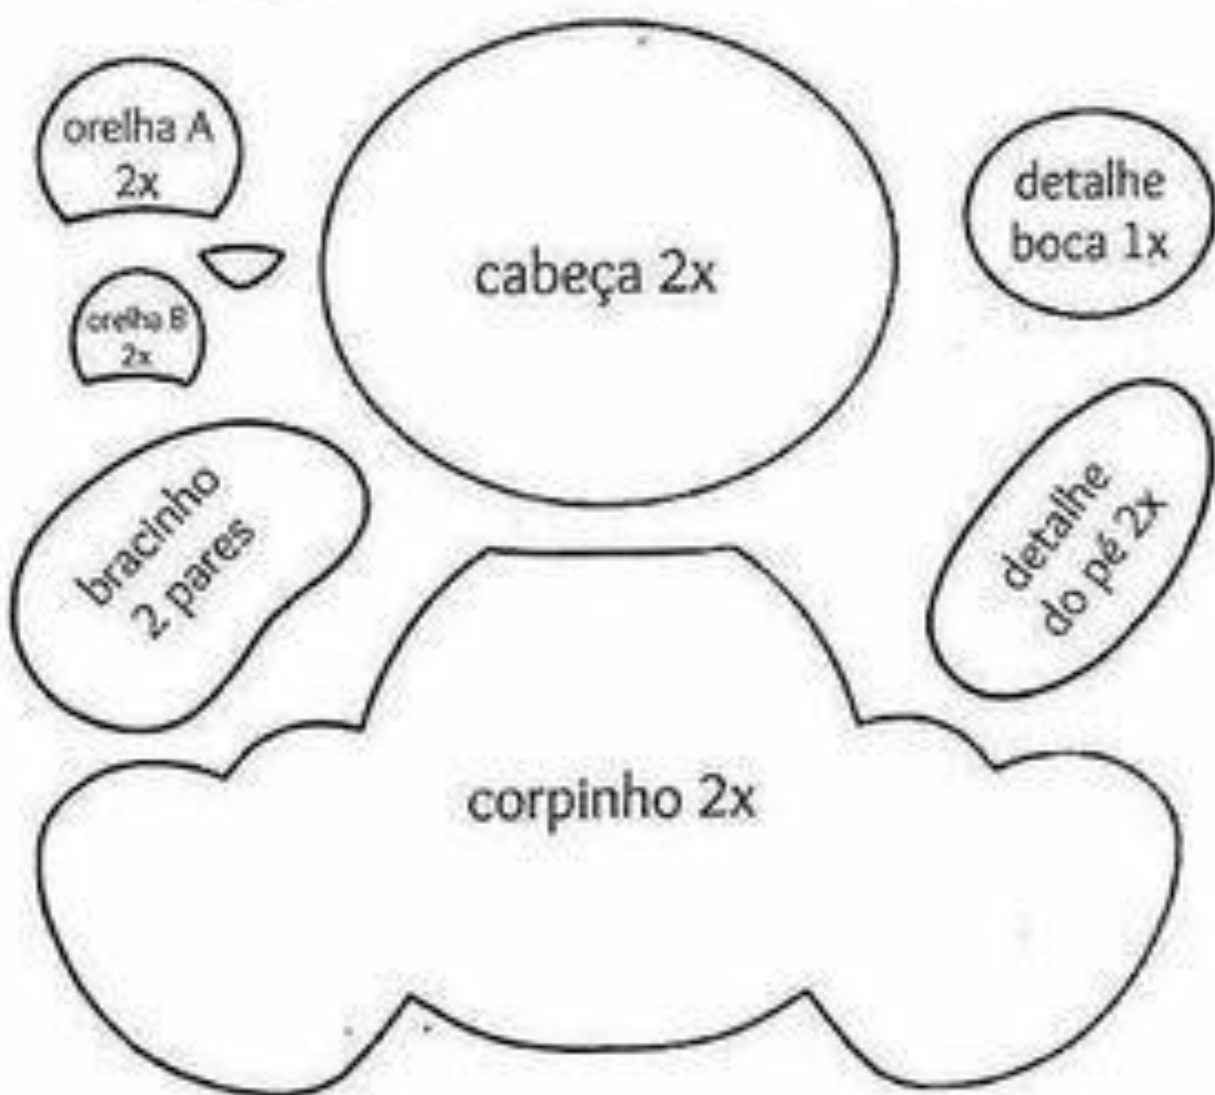 orelha A
2x
cabeça 2x
detalhe
boca 1x
orelha B
2x
bracinho
2 pares
detalhe
do pé 2x
corpinho 2x